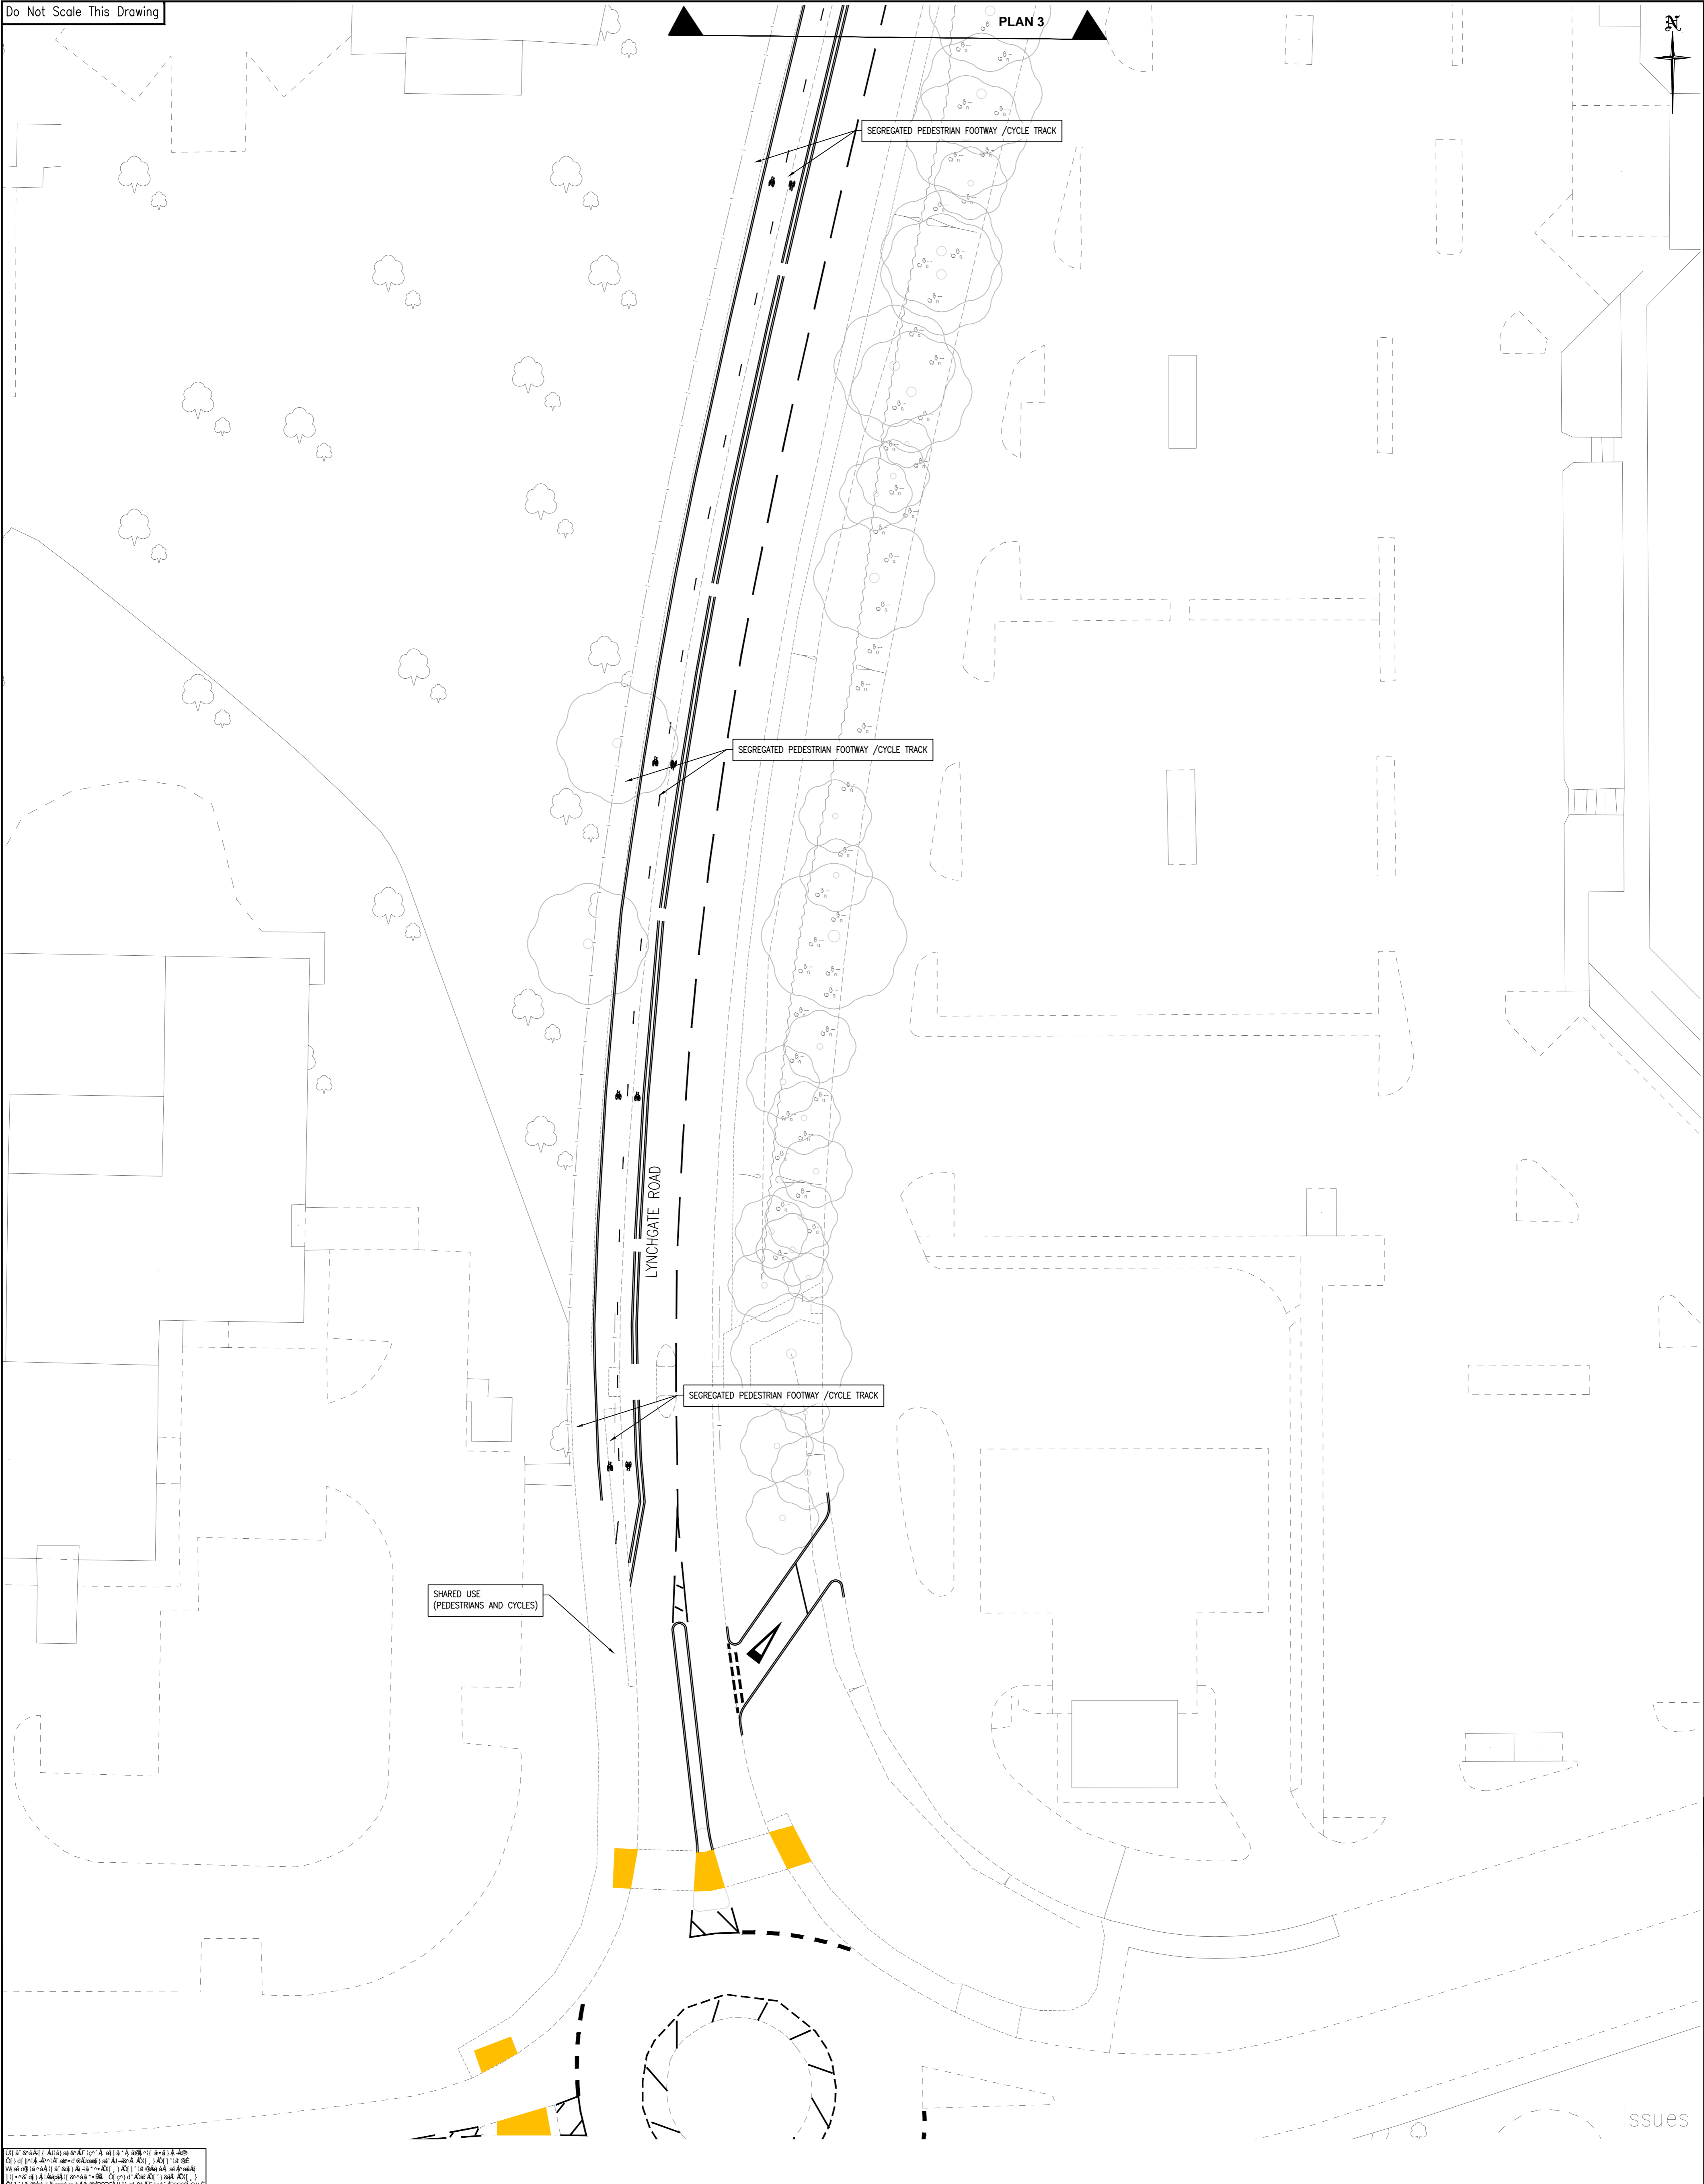 Do Not Scale This Drawing
PLAN 3
N
SEGREGATED PEDESTRIAN FOOTWAY /CYCLE TRACK
SEGREGATED PEDESTRIAN FOOTWAY /CYCLE TRACK
LYNCHGATE ROAD
SEGREGATED PEDESTRIAN FOOTWAY /CYCLE TRACK
SHARED USE
(PEDESTRIANS AND CYCLES)
Issues